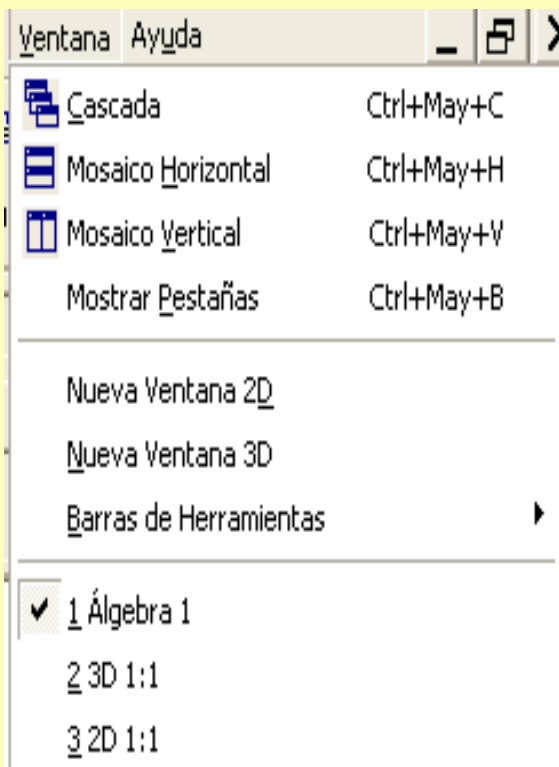 Ventana Ayuda
Cascada Ctrl+May+C
Mosaico Horizontal Ctrl+May+H
Mosaico Vertical Ctrl+May+V
Mostrar Pestañas Ctrl+May+B
Nueva Ventana 2D
Nueva Ventana 3D
Barras de Herramientas
1 Álgebra 1
2 3D 1:1
3 2D 1:1